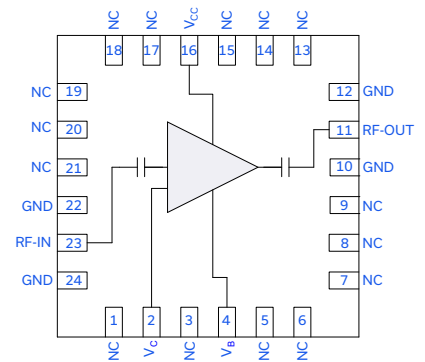 NC NC VCC NC NC NC
18 17 16 15 14 13
NC 19
NC 20
NC 21
GND 22
RF-IN 23
GND 24
12 GND
11 RF-OUT
10 GND
9 NC
8 NC
7 NC
1 2 3 4 5 6
NC VC NC VB NC NC